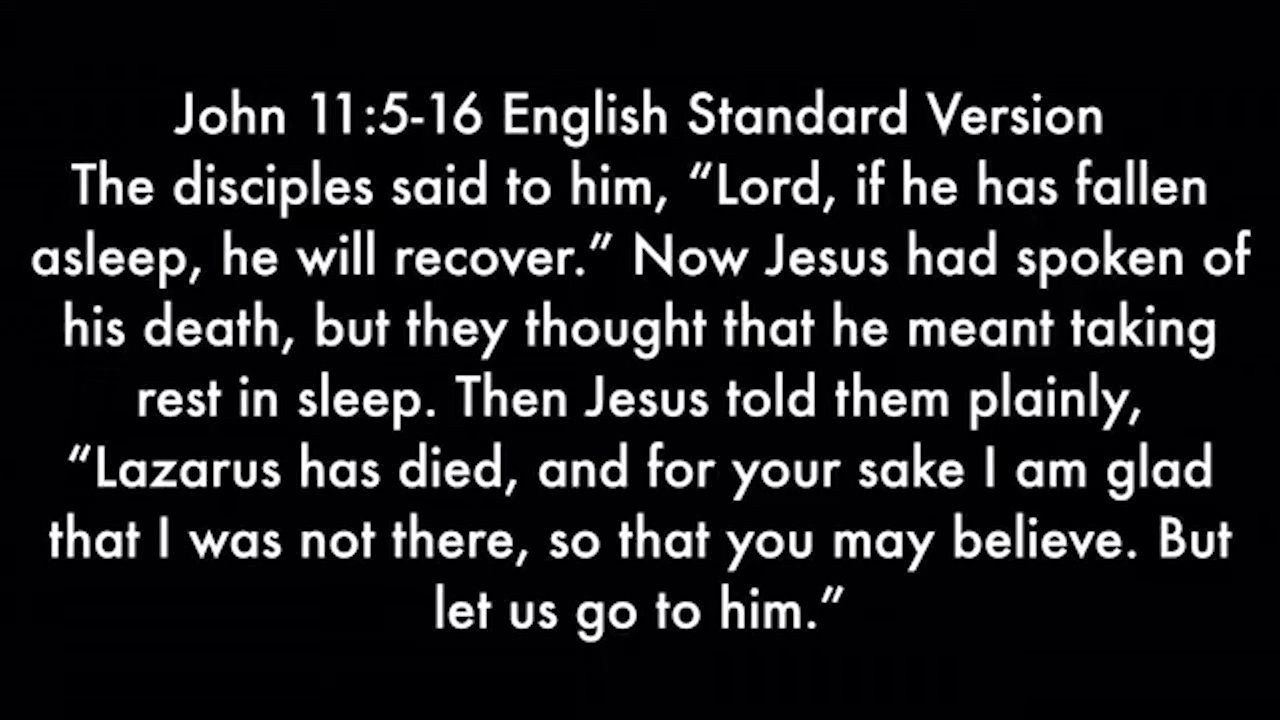 John 11:5-16 English Standard Version
The disciples said to him, “Lord, if he has fallen
asleep, he will recover.” Now Jesus had spoken of
his death, but they thought that he meant taking
rest in sleep. Then Jesus told them plainly,
“Lazarus has died, and for your sake I am glad
that I was not there, so that you may believe. But
let us go to him.”